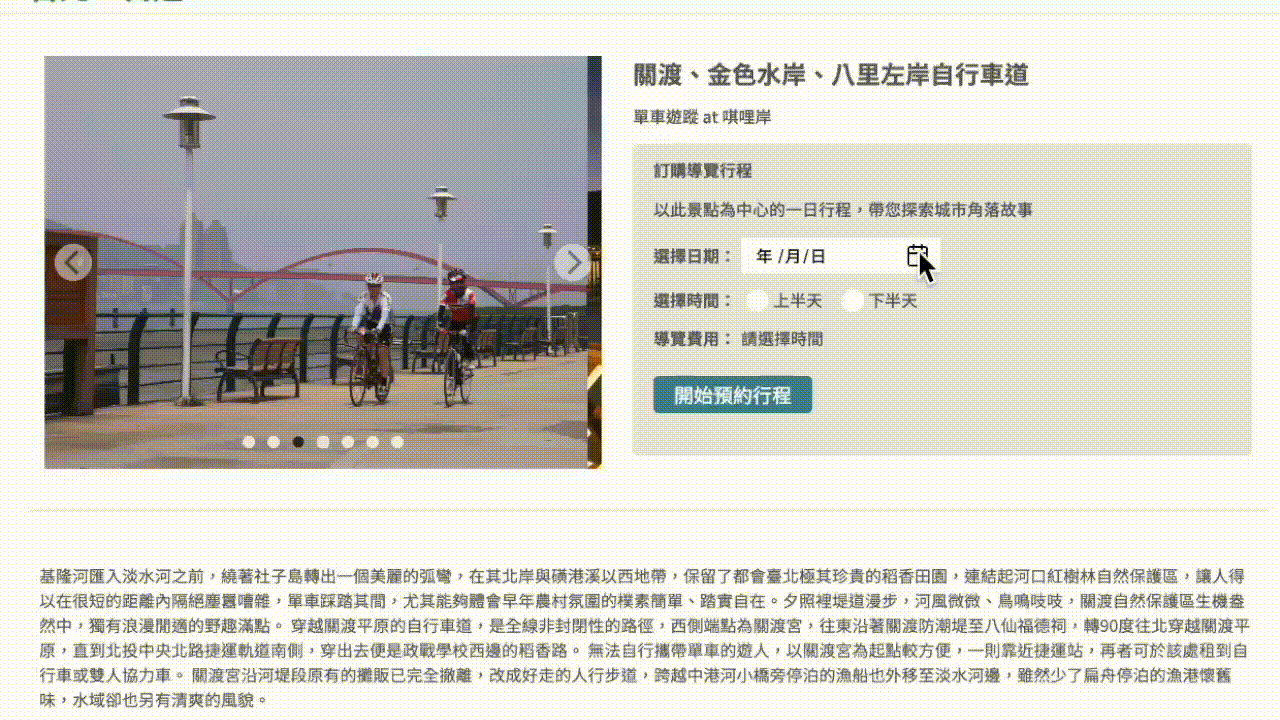 關渡、金色水岸、八里左岸自行車道
單車遊蹤 at 唭哩岸
訂購導覽行程
以此景點為中心的一日行程，帶您探索城市角落故事
選擇日期： 年 /月/日
選擇時間： 上半天 下半天
導覽費用： 請選擇時間
開始預約行程
基隆河匯入淡水河之前，繞著社子島轉出一個美麗的弧彎，在其北岸與磺港溪以西地帶，保留了都會臺北極其珍貴的稻香田園，連結起河口紅樹林自然保護區，讓人得
以在很短的距離內隔絕塵囂嘈雜，單車踩踏其間，尤其能夠體會早年農村氛圍的樸素簡單、踏實自在。夕照裡堤道漫步，河風微微、鳥鳴吱吱，關渡自然保護區生機盎
然中，獨有浪漫閒適的野趣滿點。 穿越關渡平原的自行車道，是全線非封閉性的路徑，西側端點為關渡宮，往東沿著關渡防潮堤至八仙福德祠，轉90度往北穿越關渡平
原，直到北投中央北路捷運軌道南側，穿出去便是政戰學校西邊的稻香路。 無法自行攜帶單車的遊人，以關渡宮為起點較方便，一則靠近捷運站，再者可於該處租到自
行車或雙人協力車。 關渡宮沿河堤段原有的攤販已完全撤離，改成好走的人行步道，跨越中港河小橋旁停泊的漁船也外移至淡水河邊，雖然少了扁舟停泊的漁港懷舊
味，水域卻也另有清爽的風貌。